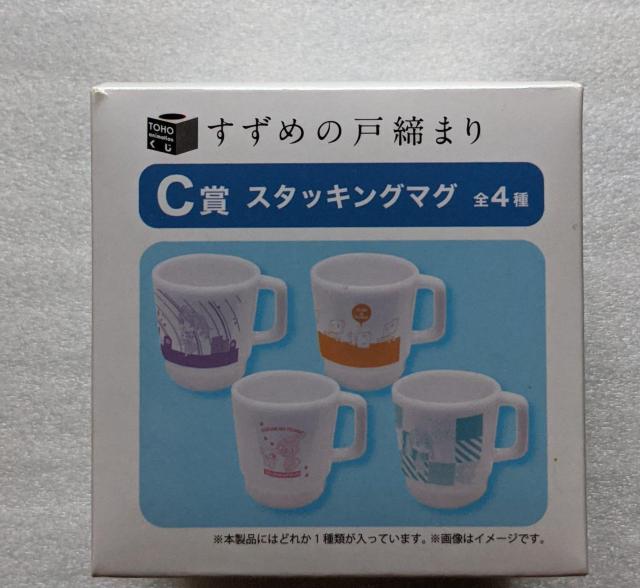 TOHO
animation
くじ
すずめの戸締まり
C賞 スタッキングマグ 全4種
※本製品にはどれか1種類が入っています。※画像はイメージです。